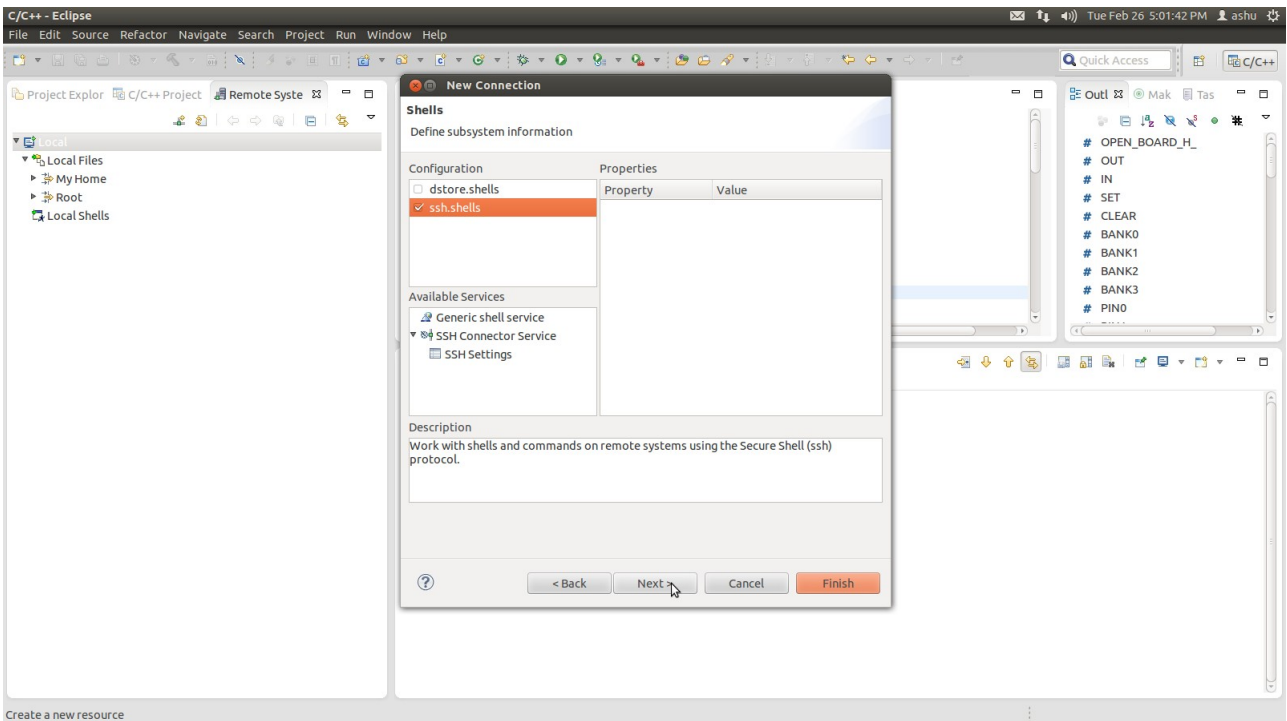 C/C++ - Eclipse
Tue Feb 26 5:01:42 PM ashu
File Edit Source Refactor Navigate Search Project Run Window Help
Quick Access
C/C++
Project Explor C/C++ Project Remote Syste
Local
Local Files
My Home
Root
Local Shells
New Connection
Shells
Define subsystem information
Configuration
dstore.shells
ssh.shells
Properties
Property Value
Available Services
Generic shell service
SSH Connector Service
SSH Settings
Description
Work with shells and commands on remote systems using the Secure Shell (ssh)
protocol.
< Back Next > Cancel Finish
Outl Mak Tas
# OPEN_BOARD_H_
# OUT
# IN
# SET
# CLEAR
# BANK0
# BANK1
# BANK2
# BANK3
# PIN0
Create a new resource